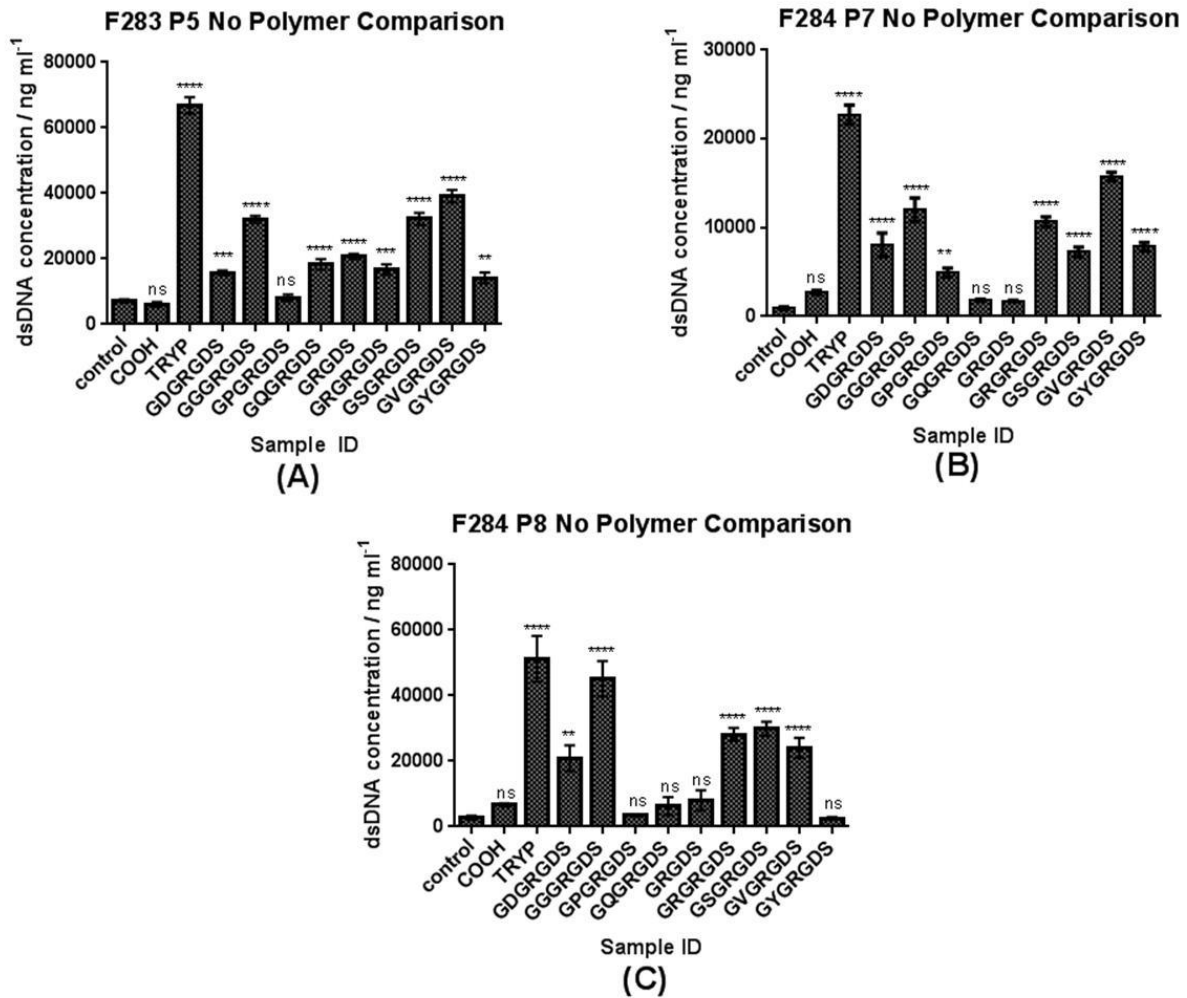 F283 P5 No Polymer Comparison
dsDNA concentration / ng ml-1
80000
60000
40000
20000
0
****
****
****
****
****
****
***
***
**
ns
ns
control
COOH
TRYP
GDGRGDS
GGGRGDS
GPGRGDS
GQGRGDS
GRGDS
GRGRGDS
GSGRGDS
GVGRGDS
GYGRGDS
Sample ID
(A)
F284 P7 No Polymer Comparison
dsDNA concentration / ng ml-1
30000
20000
10000
0
ns
****
****
****
**
ns
ns
****
****
****
****
control
COOH
TRYP
GDGRGDS
GGGRGDS
GPGRGDS
GQGRGDS
GRGDS
GRGRGDS
GSGRGDS
GVGRGDS
GYGRGDS
Sample ID
(B)
F284 P8 No Polymer Comparison
dsDNA concentration / ng ml-1
80000
60000
40000
20000
0
ns
****
**
****
ns
ns
ns
****
****
****
ns
control
COOH
TRYP
GDGRGDS
GGGRGDS
GPGRGDS
GQGRGDS
GRGDS
GRGRGDS
GSGRGDS
GVGRGDS
GYGRGDS
Sample ID
(C)